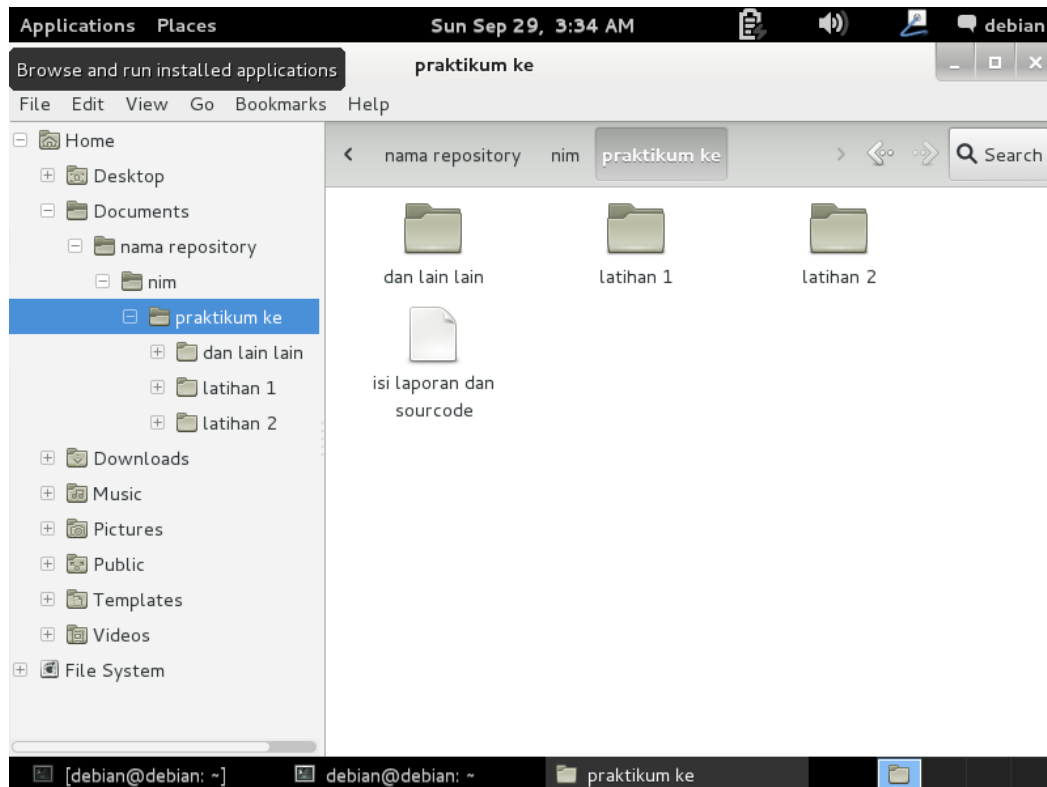 Applications Places Sun Sep 29, 3:34 AM debian
Browse and run installed applications praktikum ke
File Edit View Go Bookmarks Help
Home
Desktop
Documents
nama repository
nim
praktikum ke
dan lain lain
latihan 1
latihan 2
Downloads
Music
Pictures
Public
Templates
Videos
File System
nama repository nim praktikum ke Search
dan lain lain latihan 1 latihan 2
isi laporan dan
sourcode
[debian@debian: ~] debian@debian: ~ praktikum ke